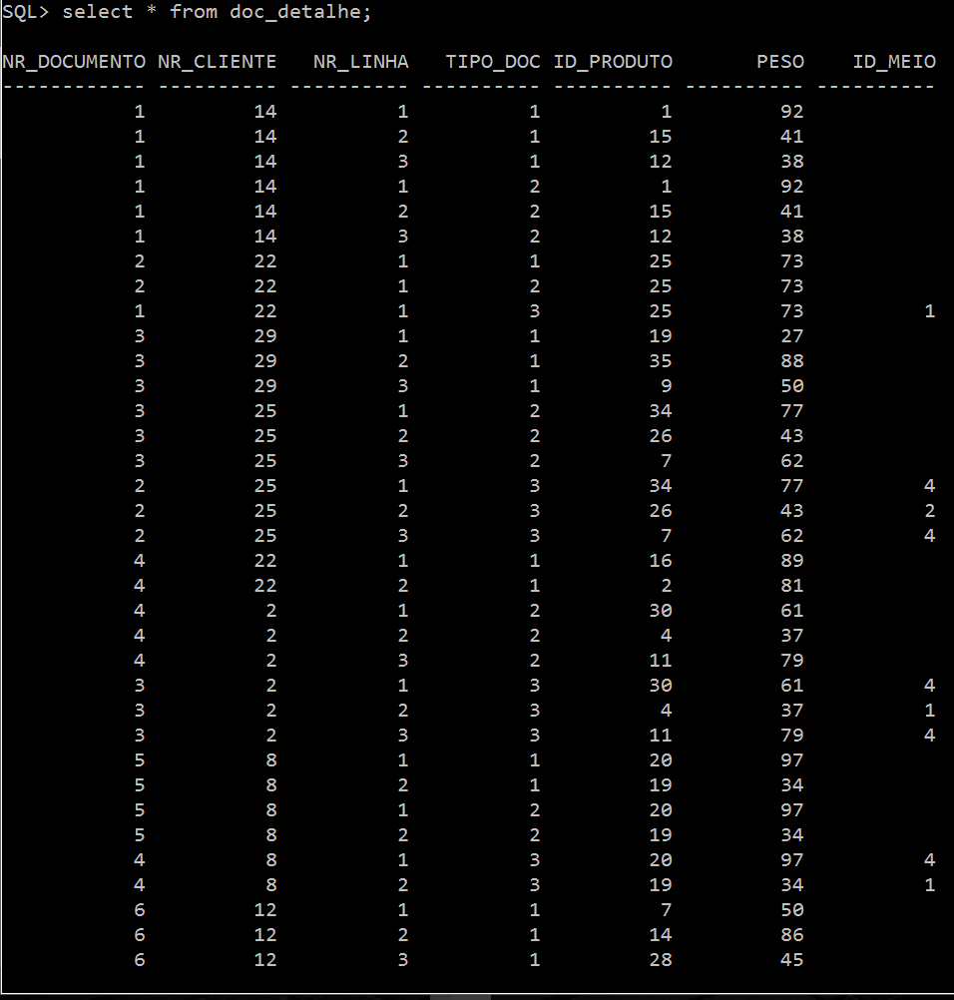 SQL> select * from doc_detalhe;
NR_DOCUMENTO NR_CLIENTE   NR_LINHA   TIPO_DOC ID_PRODUTO       PESO    ID_MEIO
------------ ---------- ---------- ---------- ---------- ---------- ----------
           1         14          1          1          1         92
           1         14          2          1         15         41
           1         14          3          1         12         38
           1         14          1          2          1         92
           1         14          2          2         15         41
           1         14          3          2         12         38
           2         22          1          1         25         73
           2         22          1          2         25         73
           1         22          1          3         25         73          1
           3         29          1          1         19         27
           3         29          2          1         35         88
           3         29          3          1          9         50
           3         25          1          2         34         77
           3         25          2          2         26         43
           3         25          3          2          7         62
           2         25          1          3         34         77          4
           2         25          2          3         26         43          2
           2         25          3          3          7         62          4
           4         22          1          1         16         89
           4         22          2          1          2         81
           4          2          1          2         30         61
           4          2          2          2          4         37
           4          2          3          2         11         79
           3          2          1          3         30         61          4
           3          2          2          3          4         37          1
           3          2          3          3         11         79          4
           5          8          1          1         20         97
           5          8          2          1         19         34
           5          8          1          2         20         97
           5          8          2          2         19         34
           4          8          1          3         20         97          4
           4          8          2          3         19         34          1
           6         12          1          1          7         50
           6         12          2          1         14         86
           6         12          3          1         28         45